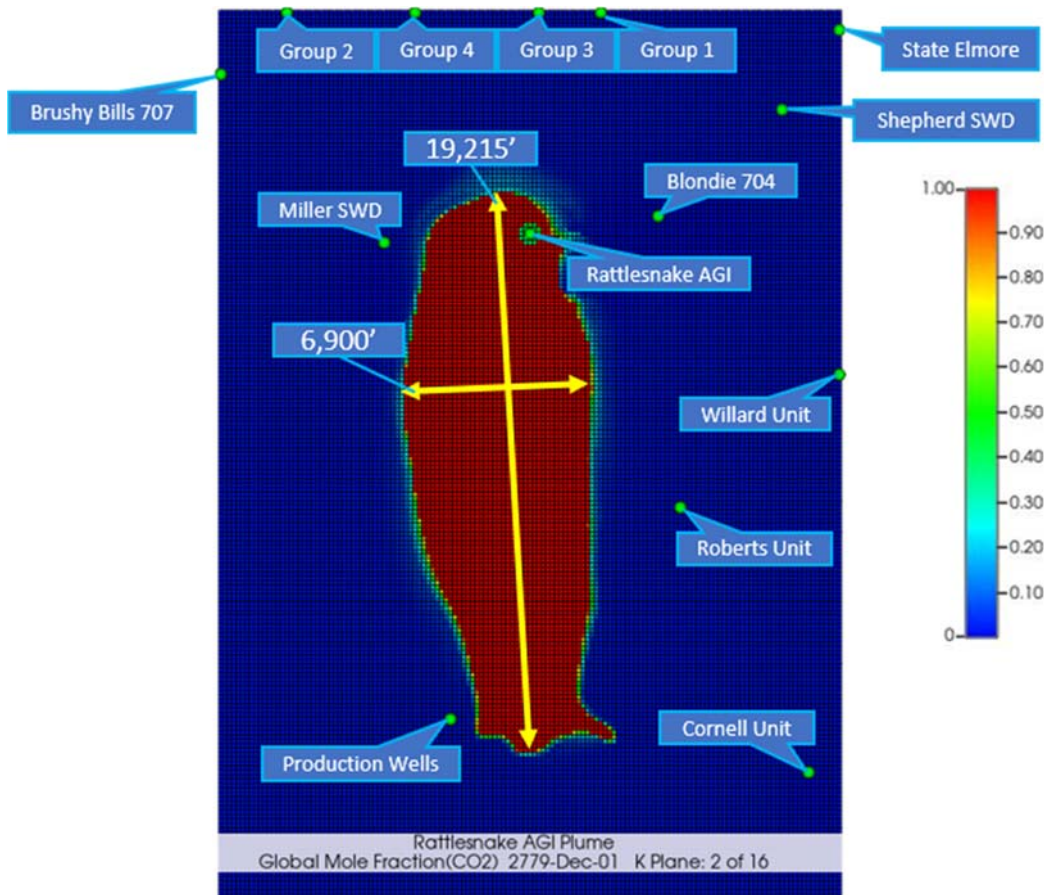 Group 2
Group 4
Group 3
Group 1
State Elmore
Brushy Bills 707
Shepherd SWD
19,215’
Blondie 704
Miller SWD
Rattlesnake AGI
6,900’
Willard Unit
Roberts Unit
Cornell Unit
Production Wells
1.00
0.90
0.80
0.70
0.60
0.50
0.40
0.30
0.20
0.10
0
Rattlesnake AGI Plume
Global Mole Fraction(CO2) 2779-Dec-01 K Plane: 2 of 16